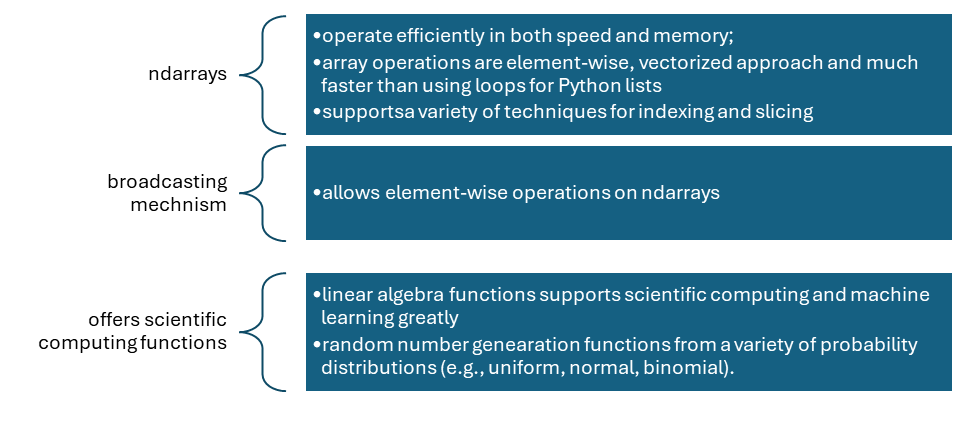 ndarrays
•operate efficiently in both speed and memory;
•array operations are element-wise, vectorized approach and much
faster than using loops for Python lists
•supportsa variety of techniques for indexing and slicing
broadcasting
mechnism
•allows element-wise operations on ndarrays
offers scientific
computing functions
•linear algebra functions supports scientific computing and machine
learning greatly
•random number genearation functions from a variety of probability
distributions (e.g., uniform, normal, binomial).